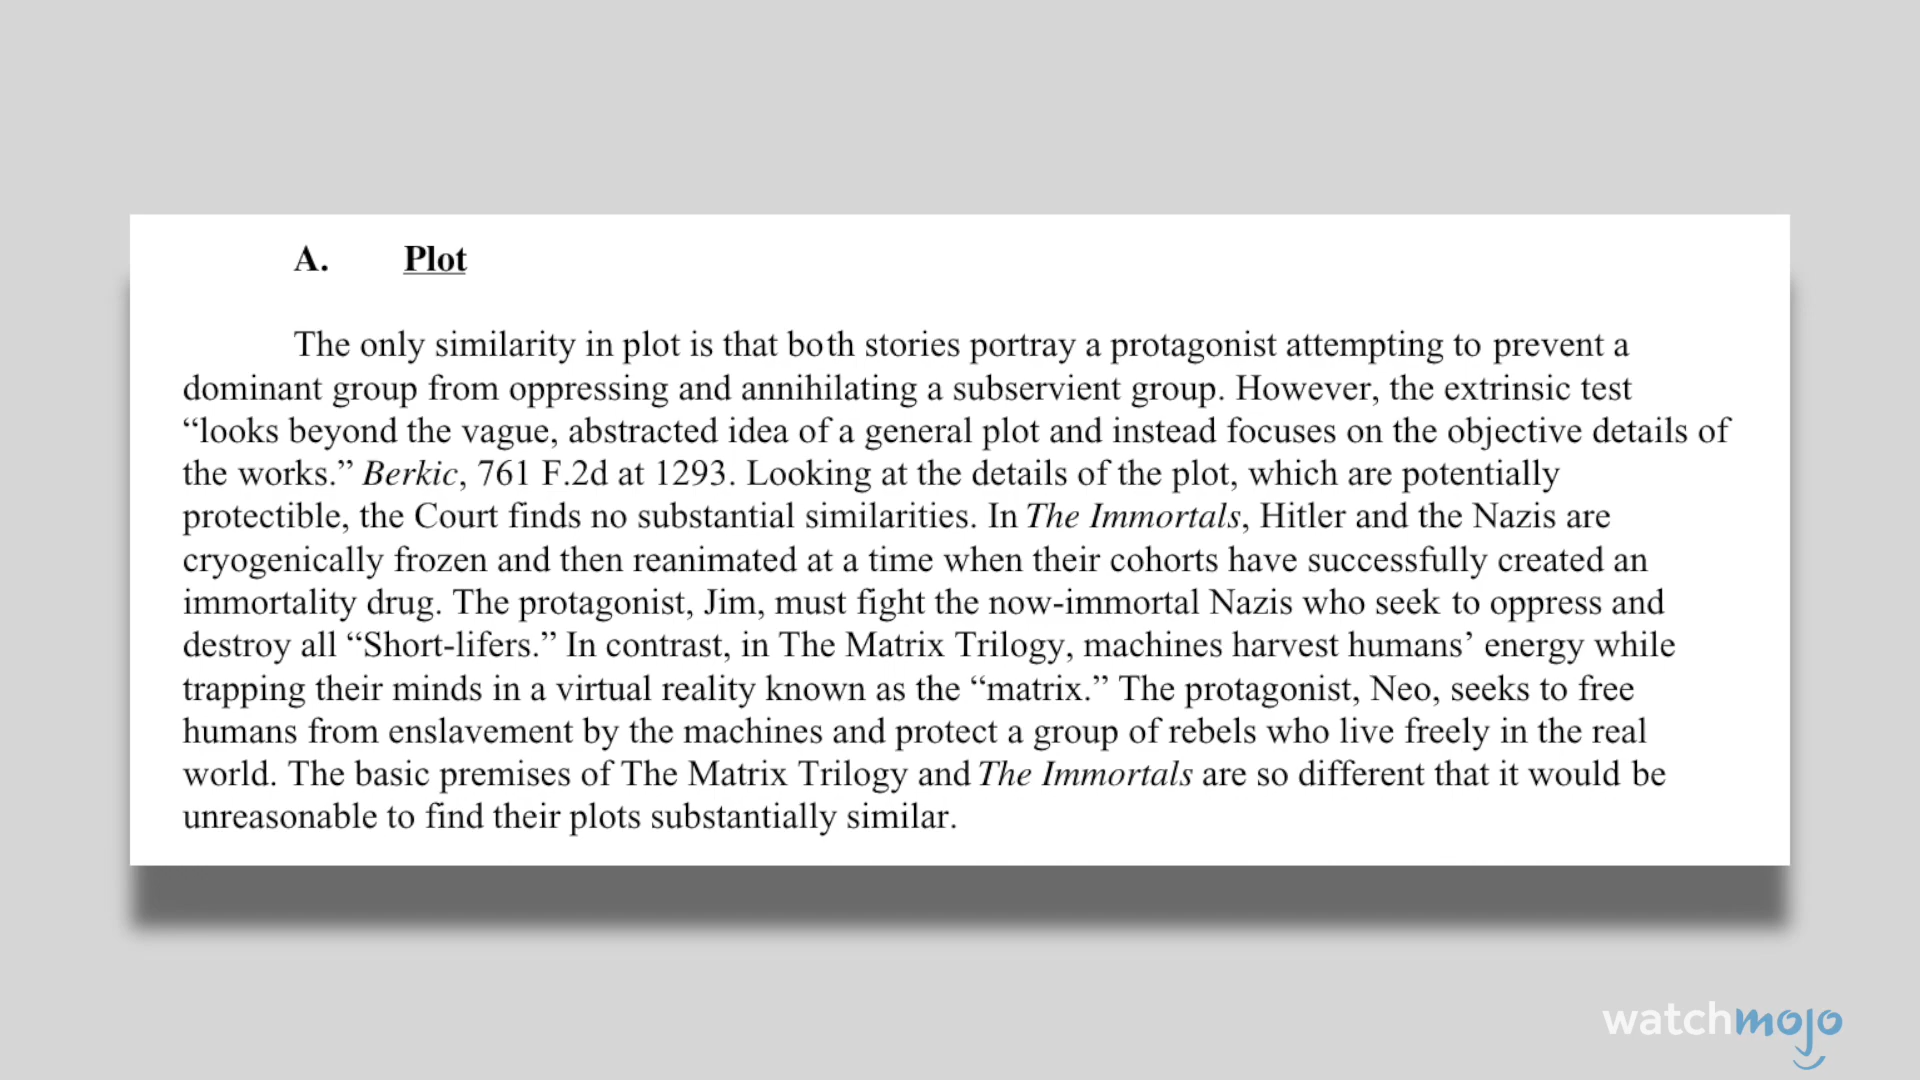 A. Plot
The only similarity in plot is that both stories portray a protagonist attempting to prevent a
dominant group from oppressing and annihilating a subservient group. However, the extrinsic test
“looks beyond the vague, abstracted idea of a general plot and instead focuses on the objective details of
the works.” Berkic, 761 F.2d at 1293. Looking at the details of the plot, which are potentially
protectible, the Court finds no substantial similarities. In The Immortals, Hitler and the Nazis are
cryogenically frozen and then reanimated at a time when their cohorts have successfully created an
immortality drug. The protagonist, Jim, must fight the now-immortal Nazis who seek to oppress and
destroy all “Short-lifers.” In contrast, in The Matrix Trilogy, machines harvest humans’ energy while
trapping their minds in a virtual reality known as the “matrix.” The protagonist, Neo, seeks to free
humans from enslavement by the machines and protect a group of rebels who live freely in the real
world. The basic premises of The Matrix Trilogy and The Immortals are so different that it would be
unreasonable to find their plots substantially similar.
watchmojo